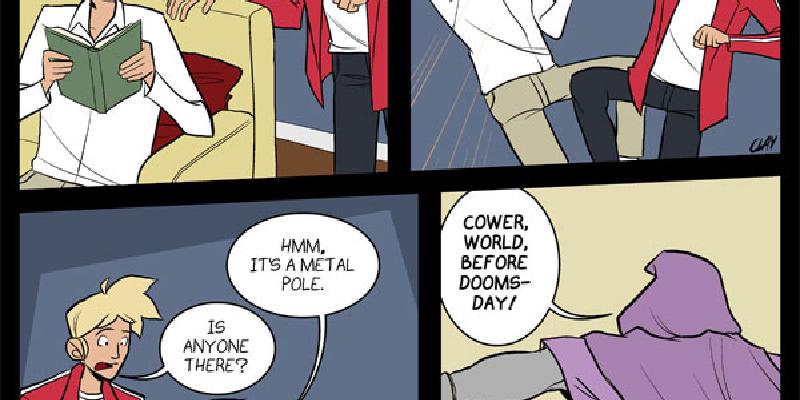 CLAY
HMM,
IT'S A METAL
POLE.
IS
ANYONE
THERE?
COWER,
WORLD,
BEFORE
DOOMS-
DAY!